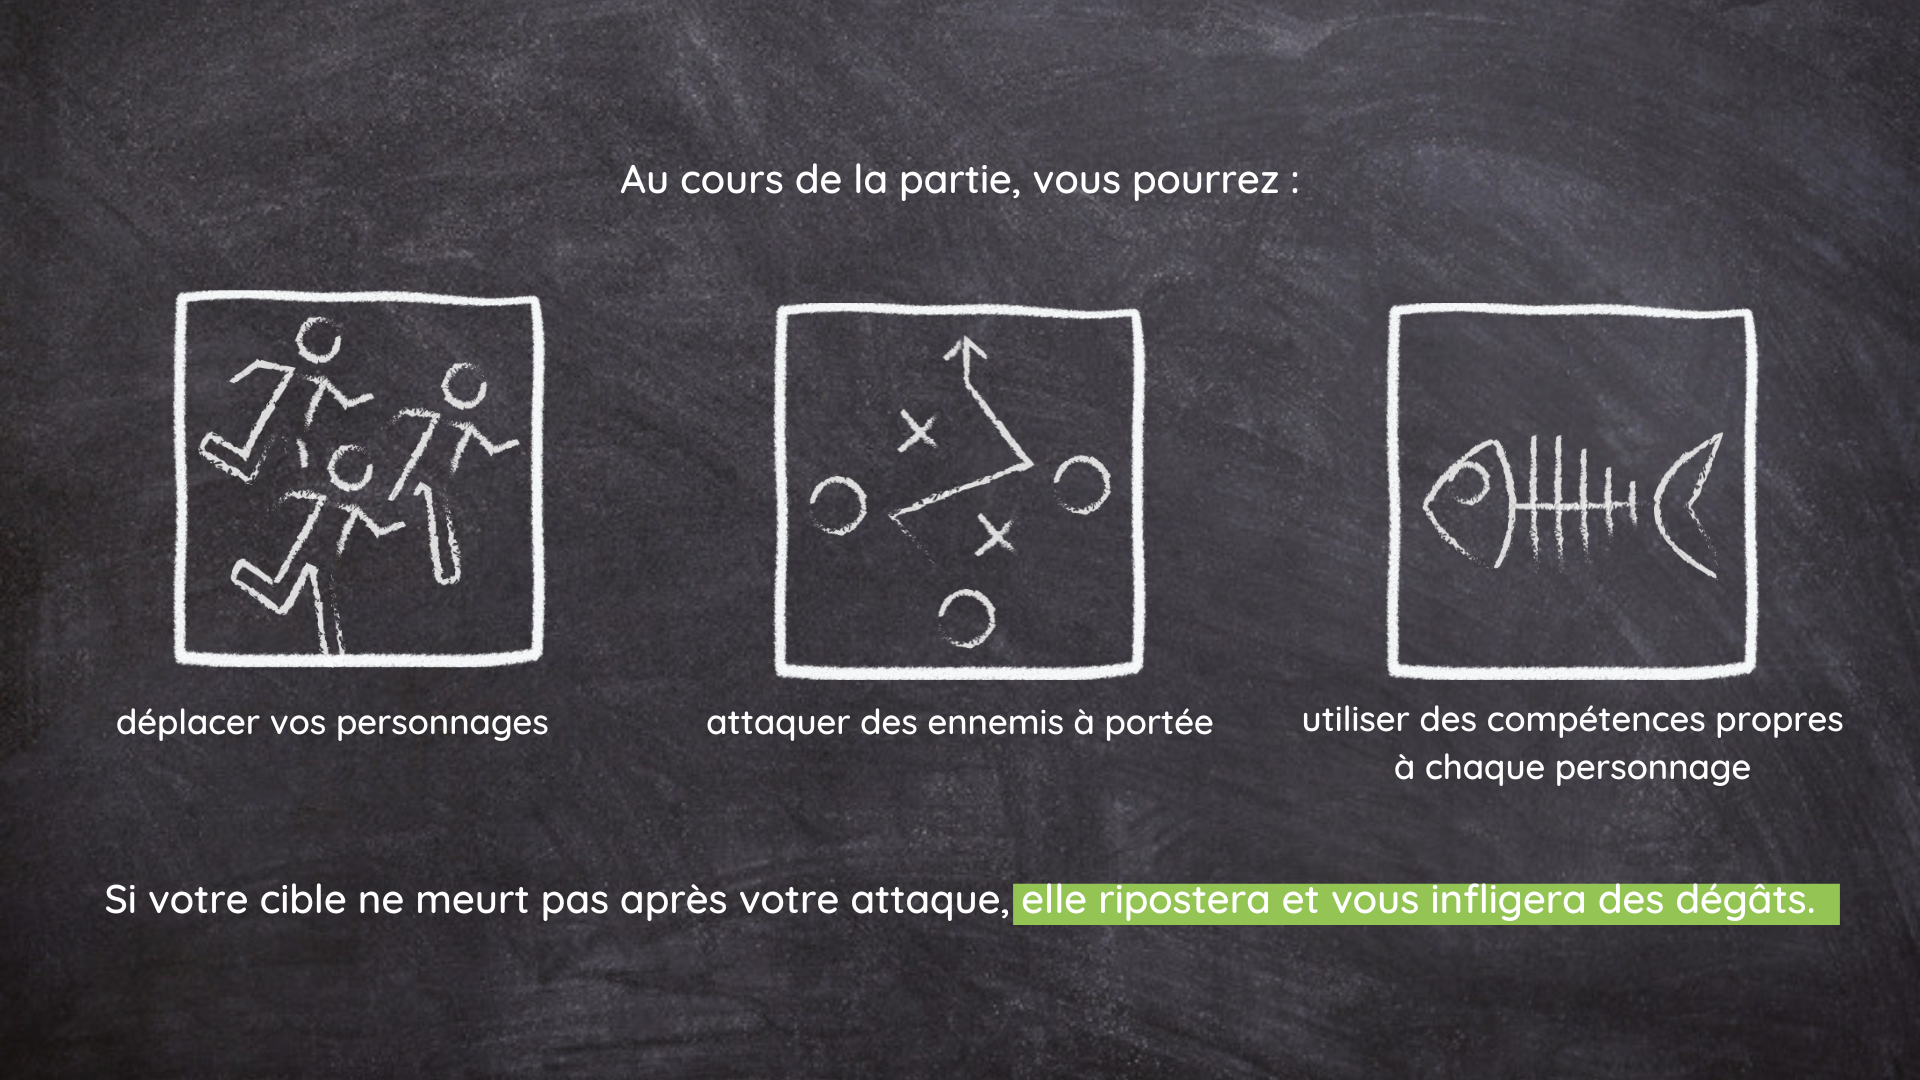 Au cours de la partie, vous pourrez :
déplacer vos personnages
attaquer des ennemis à portée
utiliser des compétences propres
à chaque personnage
Si votre cible ne meurt pas après votre attaque, elle ripostera et vous infligera des dégâts.